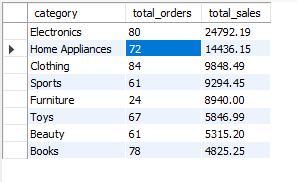 category total_orders total_sales
Electronics 80 24792.19
Home Appliances 72 14436.15
Clothing 84 9848.49
Sports 61 9294.45
Furniture 24 8940.00
Toys 67 5846.99
Beauty 61 5315.20
Books 78 4825.25